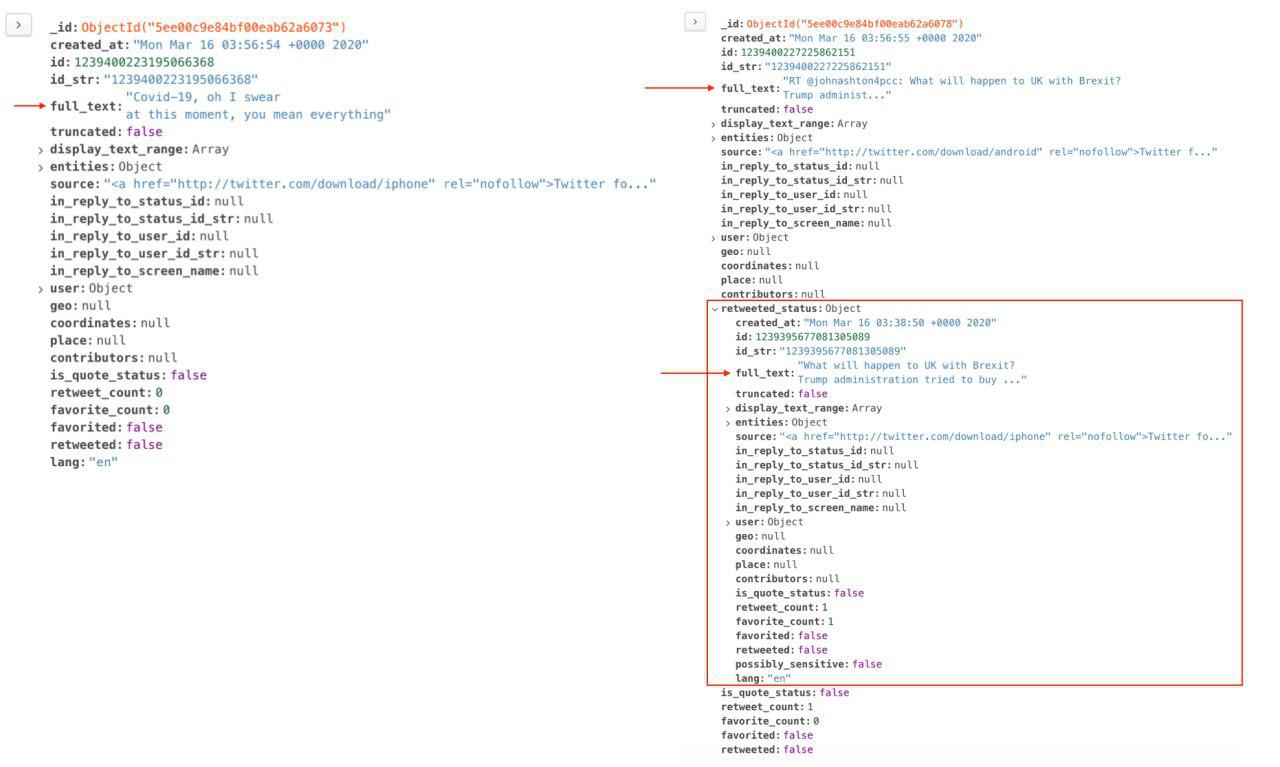 _id: ObjectId("5ee00c9e84bf00eab62a6073")
created_at: "Mon Mar 16 03:56:54 +0000 2020"
id: 1239400223195066368
id_str: "1239400223195066368"
full_text: "Covid-19, oh I swear
at this moment, you mean everything"
truncated: false
display_text_range: Array
entities: Object
source: "<a href="http://twitter.com/download/iphone" rel="nofollow">Twitter fo..."
in_reply_to_status_id: null
in_reply_to_status_id_str: null
in_reply_to_user_id: null
in_reply_to_user_id_str: null
in_reply_to_screen_name: null
user: Object
geo: null
coordinates: null
place: null
contributors: null
is_quote_status: false
retweet_count: 0
favorite_count: 0
favorited: false
retweeted: false
lang: "en"
_id: ObjectId("5ee00c9e84bf00eab62a6078")
created_at: "Mon Mar 16 03:56:55 +0000 2020"
id: 1239400227225862151
id_str: "1239400227225862151"
full_text: "RT @johnashton4pcc: What will happen to UK with Brexit?
Trump administ..."
truncated: false
display_text_range: Array
entities: Object
source: "<a href="http://twitter.com/download/android" rel="nofollow">Twitter f..."
in_reply_to_status_id: null
in_reply_to_status_id_str: null
in_reply_to_user_id: null
in_reply_to_user_id_str: null
in_reply_to_screen_name: null
user: Object
geo: null
coordinates: null
place: null
contributors: null
retweeted_status: Object
created_at: "Mon Mar 16 03:38:50 +0000 2020"
id: 1239395677081305089
id_str: "1239395677081305089"
full_text: "What will happen to UK with Brexit?
Trump administration tried to buy ..."
truncated: false
display_text_range: Array
entities: Object
source: "<a href="http://twitter.com/download/iphone" rel="nofollow">Twitter fo..."
in_reply_to_status_id: null
in_reply_to_status_id_str: null
in_reply_to_user_id: null
in_reply_to_user_id_str: null
in_reply_to_screen_name: null
user: Object
geo: null
coordinates: null
place: null
contributors: null
is_quote_status: false
retweet_count: 1
favorite_count: 1
favorited: false
retweeted: false
possibly_sensitive: false
lang: "en"
is_quote_status: false
retweet_count: 1
favorite_count: 0
favorited: false
retweeted: false